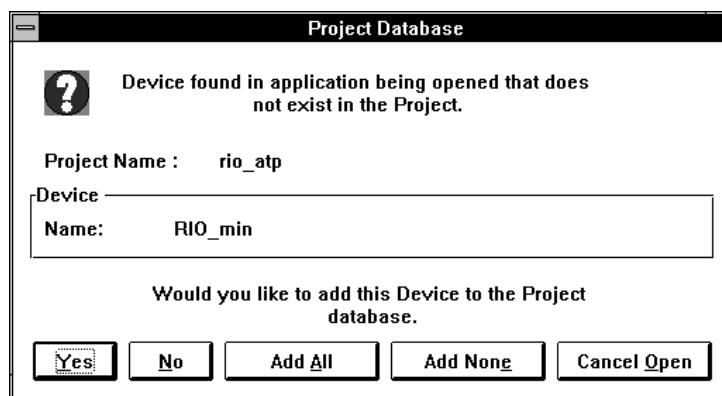 Project Database
Device found in application being opened that does
not exist in the Project.
Project Name : rio_atp
Device
Name: RIO_min
Would you like to add this Device to the Project
database.
Yes No Add All Add None Cancel Open